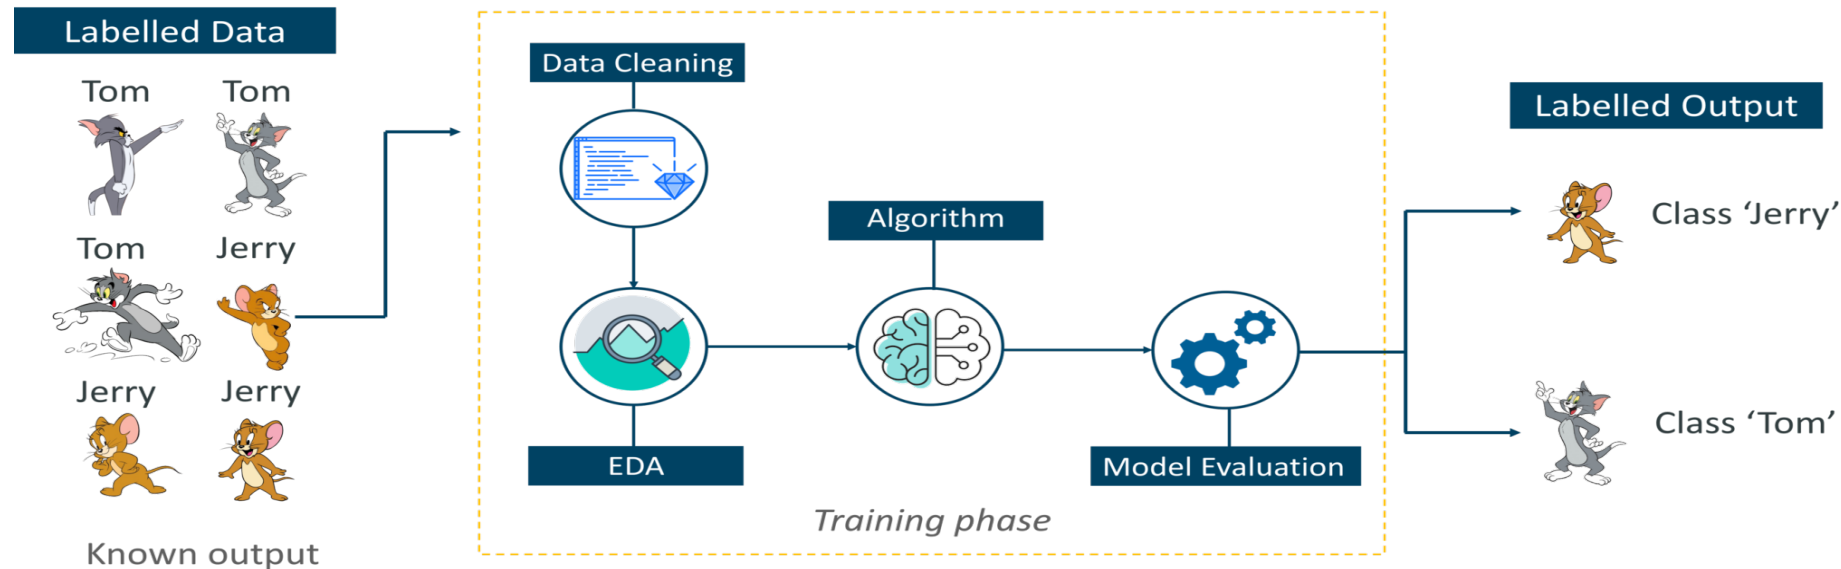 Labelled Data
Tom
Tom
Tom
Jerry
Jerry
Jerry
Known output
Data Cleaning
EDA
Algorithm
Model Evaluation
Training phase
Labelled Output
Class ‘Jerry’
Class ‘Tom’